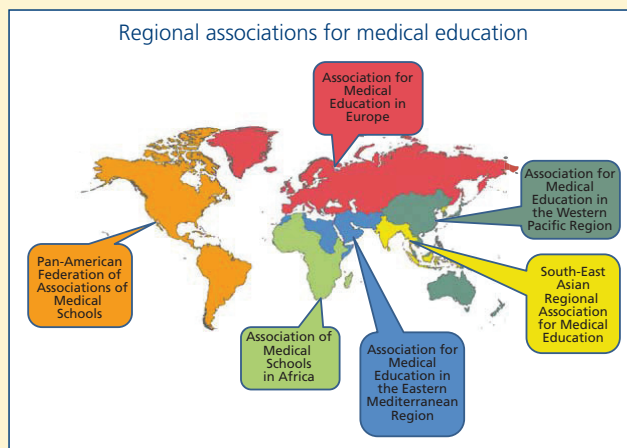 Regional associations for medical education
Association for
Medical
Education in
Europe
Association for
Medical
Education in
the Western
Pacific Region
Pan-American
Federation of
Associations of
Medical
Schools
South-East
Asian
Regional
Association
for Medical
Education
Association of
Medical
Schools
in Africa
Association for
Medical
Education in the
Eastern
Mediterranean
Region